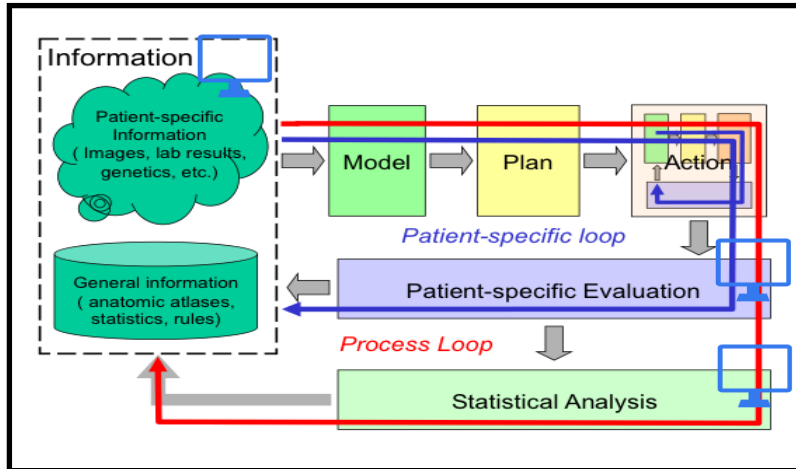 Information
Patient-specific
Information
( Images, lab results,
genetics, etc.)
Model
Plan
Action
Patient-specific loop
General information
( anatomic atlases,
statistics, rules)
Patient-specific Evaluation
Process Loop
Statistical Analysis